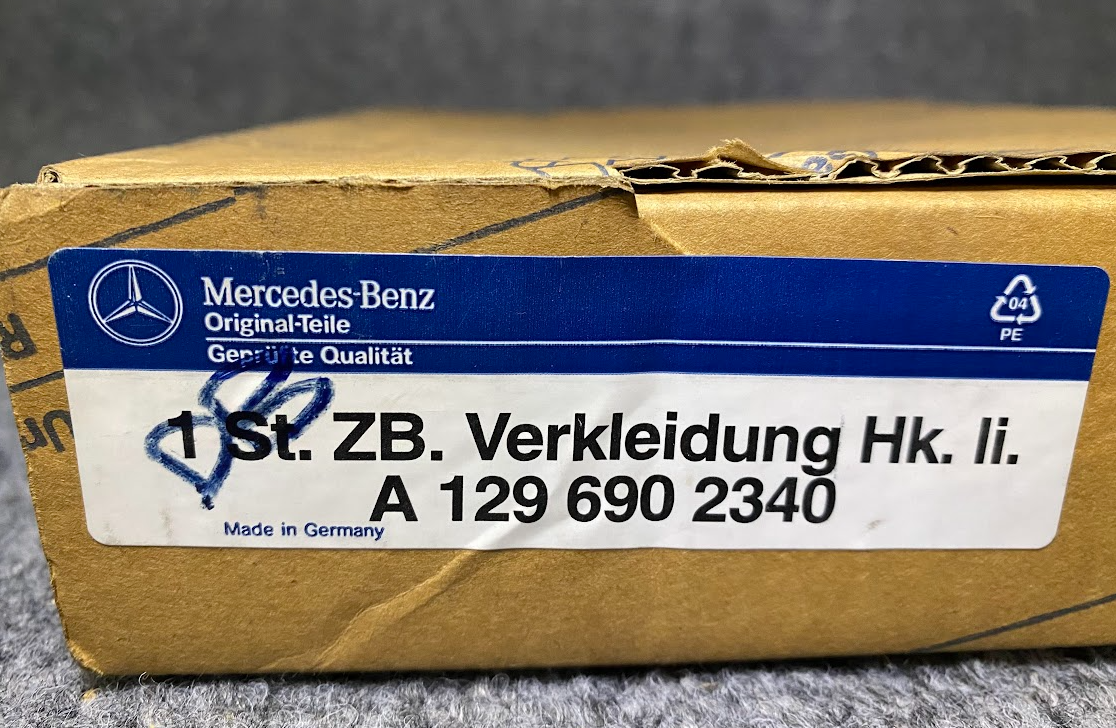 Mercedes-Benz
Original-Teile
Geprüfte Qualität
04
PE
1 St. ZB. Verkleidung Hk. li.
A 129 690 2340
Made in Germany